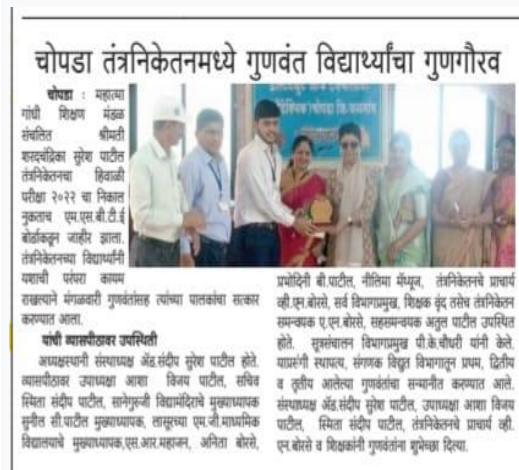 चोपडा तंत्रनिकेतनमध्ये गुणवंत विद्यार्थ्यांचा गुणगौरव
चोपडा : महात्मा
गांधी शिक्षण मंडळ
संचलित श्रीमती
शरदचंद्रिका सुरेश पाटील
तंत्रनिकेतनचा हिवाळी
परीक्षा २०२२ चा निकाल
नुकताच एम.एस.बी.टी.ई
बोर्डाकडून जाहीर झाला.
तंत्रनिकेतनच्या विद्यार्थ्यांनी
यशाची परंपरा कायम
राखल्याने मंगळवारी गुणवंतांसह त्यांच्या पालकांचा सत्कार
करण्यात आला.
यांची व्यासपीठावर उपस्थिती
अध्यक्षस्थानी संस्थाध्यक्ष ॲड.संदीप सुरेश पाटील होते.
व्यासपीठावर उपाध्यक्षा आशा विजय पाटील, सचिव
स्मिता संदीप पाटील, सानेगुरुजी विद्यामंदिराचे मुख्याध्यापक
सुनील सी.पाटील मुख्याध्यापक, लासूरच्या एम.जी.माध्यमिक
विद्यालयाचे मुख्याध्यापक,एस.आर.महाजन, अनिता बोरसे,
प्रभोदिनी बी.पाटील, नीलिमा मॅथ्यूज, तंत्रनिकेतनचे प्राचार्य
व्ही.एन.बोरसे, सर्व विभागप्रमुख, शिक्षक वृंद तसेच तंत्रनिकेतन
समन्वयक ए.एन.बोरसे, सहसमन्वयक अतुल पाटील उपस्थित
होते. सूत्रसंचालन विभागप्रमुख पी.के.चौधरी यांनी केले.
याप्रसंगी स्थापत्य, संगणक विद्युत विभागातून प्रथम, द्वितीय
व तृतीय आलेल्या गुणवंतांचा सन्मानीत करण्यात आले.
संस्थाध्यक्ष ॲड.संदीप सुरेश पाटील, उपाध्यक्षा आशा विजय
पाटील, स्मिता संदीप पाटील, तंत्रनिकेतनचे प्राचार्य व्ही.
एन.बोरसे व शिक्षकांनी गुणवंतांना शुभेच्छा दिल्या.